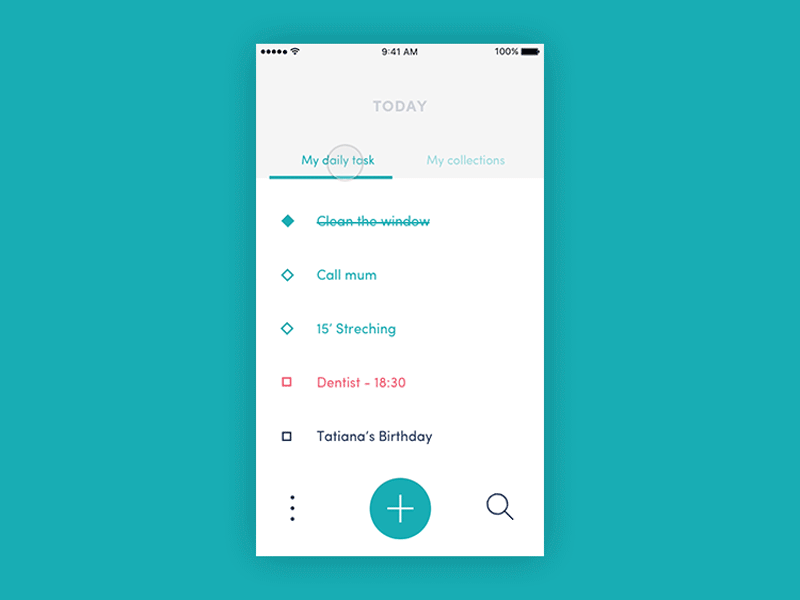 9:41 AM
100%
TODAY
My daily task
My collections
Clean the window
Call mum
15’ Streching
Dentist - 18:30
Tatiana’s Birthday